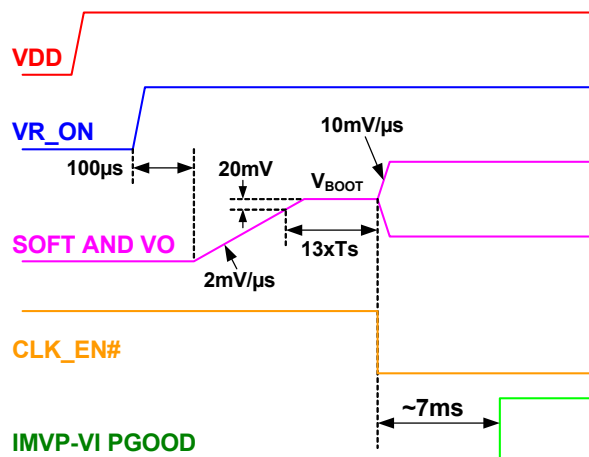 VDD
VR_ON
10mV/µs
100µs
20mV
VBOOT
SOFT AND VO
2mV/µs
13xTs
CLK_EN#
~7ms
IMVP-VI PGOOD